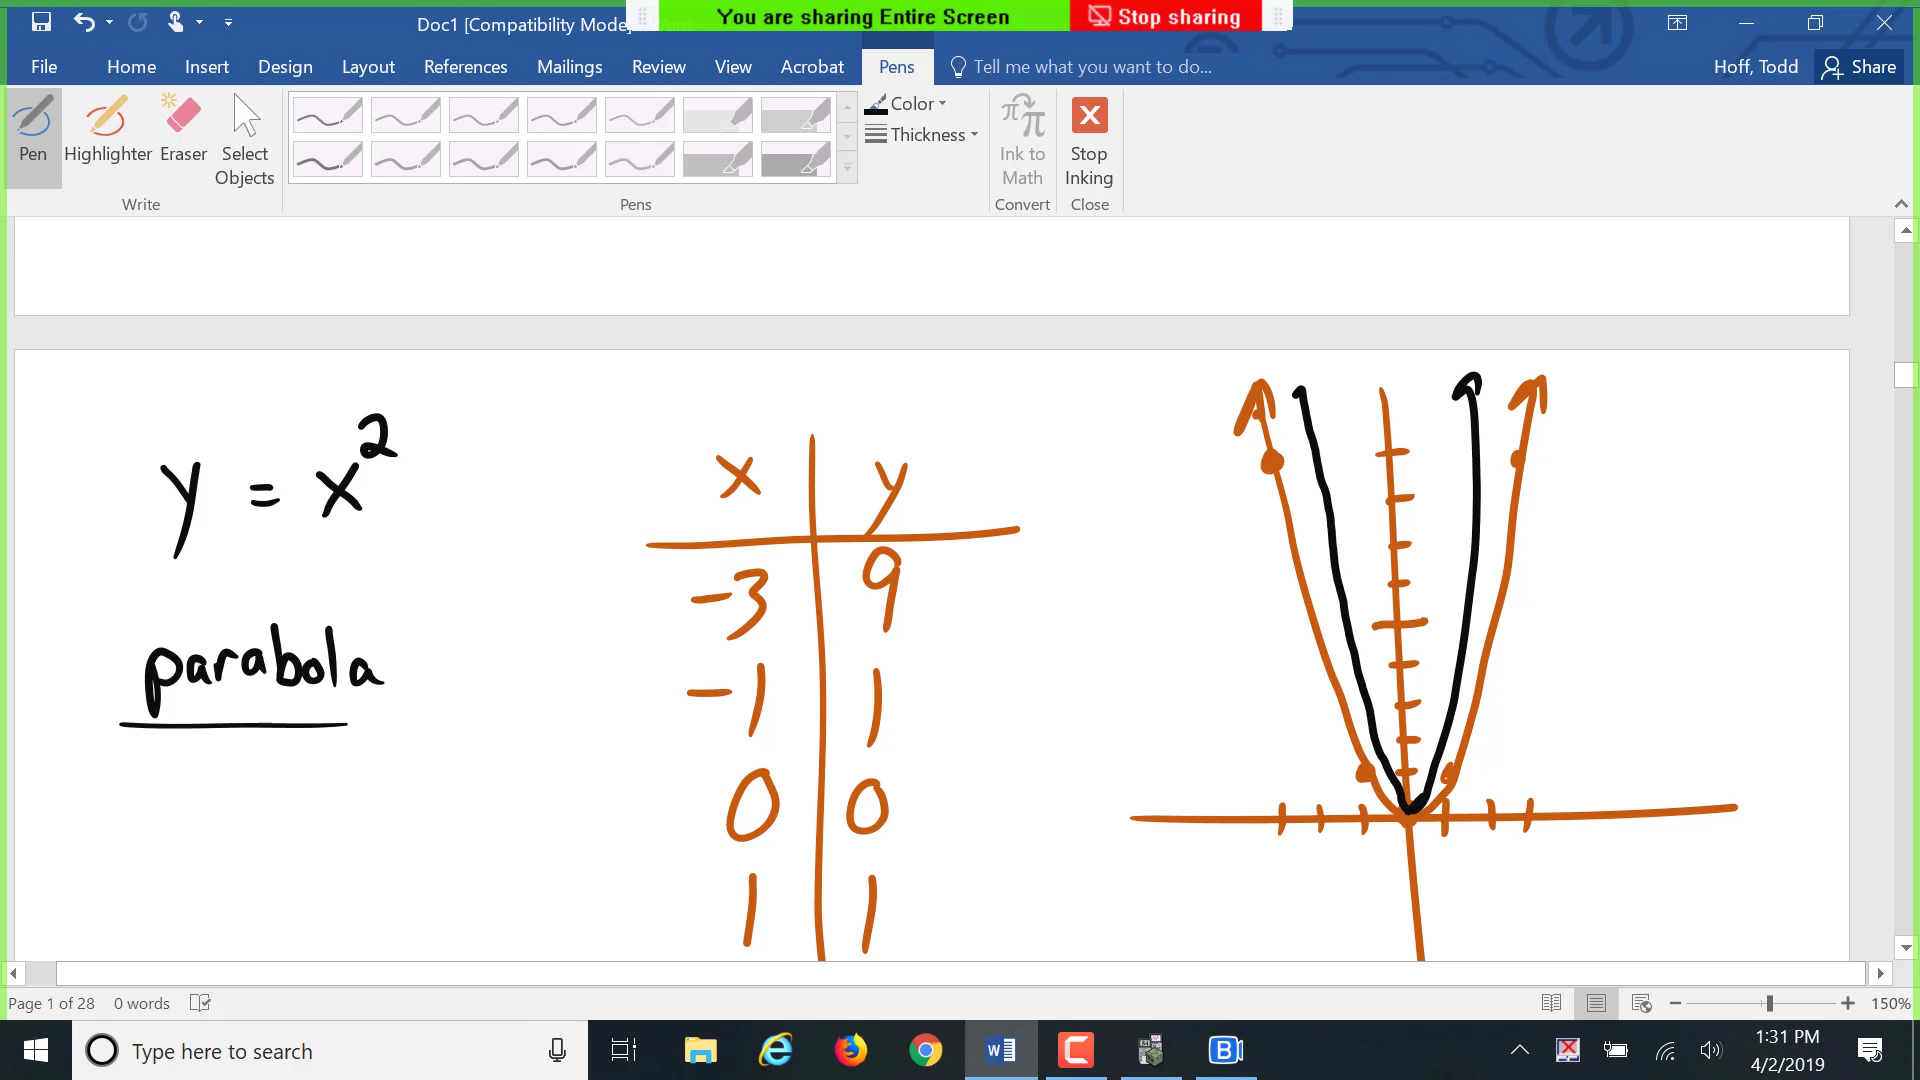 You are sharing Entire Screen
Stop sharing
Doc1 [Compatibility Mode]
File Home Insert Design Layout References Mailings Review View Acrobat Pens Tell me what you want to do... Hoff, Todd Share
Pen Highlighter Eraser Select Objects
Write
Pens
Color
Thickness
Ink to Math
Convert
Stop Inking
Close
y = x²
parabola
x y
-3 9
-1 1
0 0
1 1
Page 1 of 28 0 words
150%
Type here to search
1:31 PM
4/2/2019